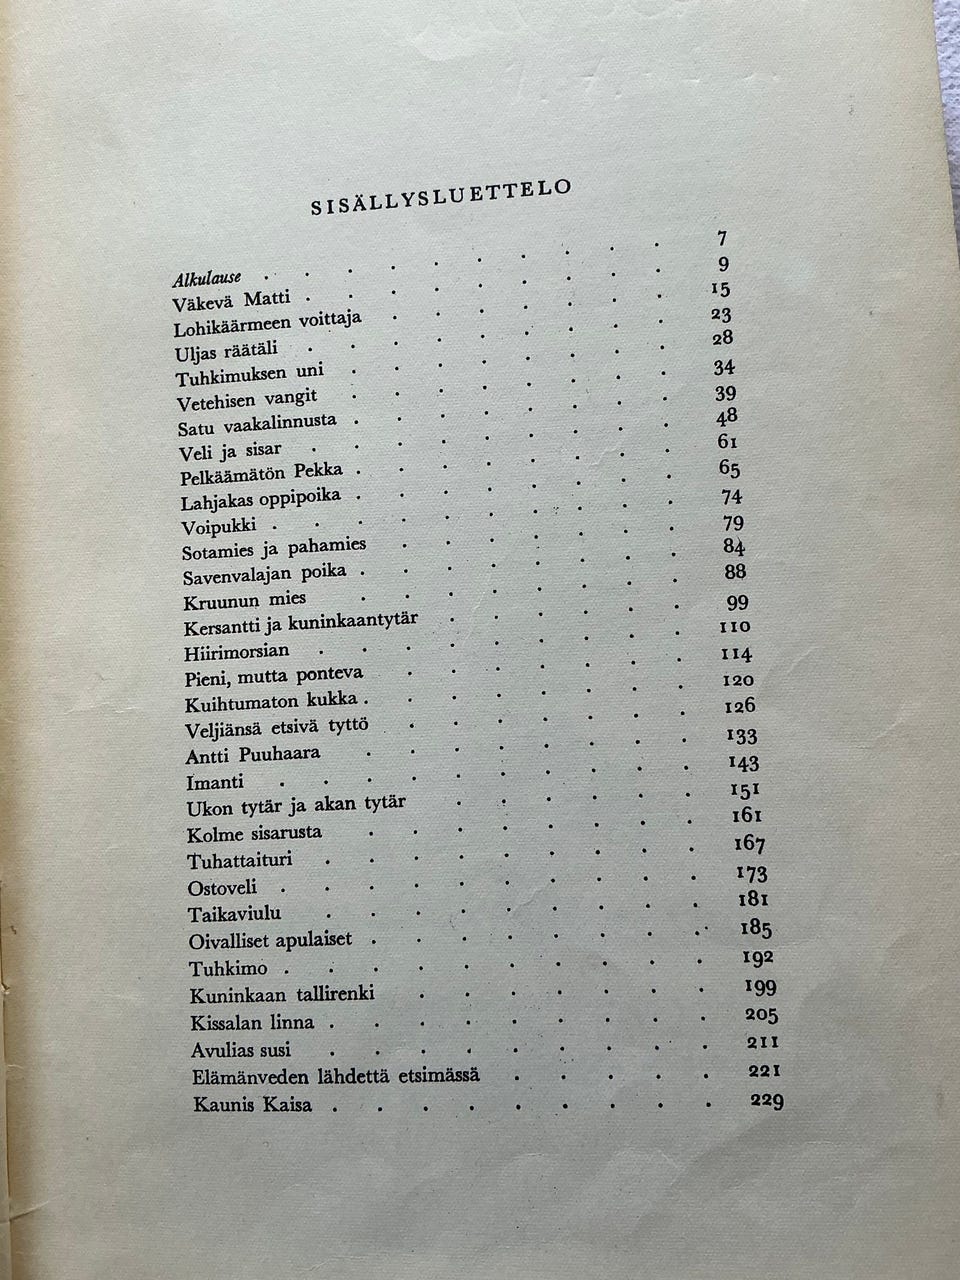 SISÄLLYSLUETTELO
Alkulause 7
Väkevä Matti 9
Lohikäärmeen voittaja 15
Uljas räätäli 23
Tuhkimuksen uni 28
Vetehisen vangit 34
Satu vaakalinnusta 39
Veli ja sisar 48
Pelkäämätön Pekka 61
Lahjakas oppipoika 65
Voipukki 74
Sotamies ja pahamies 79
Savenvalajan poika 84
Kruunun mies 88
Kersantti ja kuninkaantytär 99
Hiirimorsian 110
Pieni, mutta ponteva 114
Kuihtumaton kukka 120
Veljiänsä etsivä tyttö 126
Antti Puuhaara 133
Imanti 143
Ukon tytär ja akan tytär 151
Kolme sisarusta 161
Tuhattaituri 167
Ostoveli 173
Taikaviulu 181
Oivalliset apulaiset 185
Tuhkimo 192
Kuninkaan tallirenki 199
Kissalan linna 205
Avulias susi 211
Elämänveden lähdettä etsimässä 221
Kaunis Kaisa 229